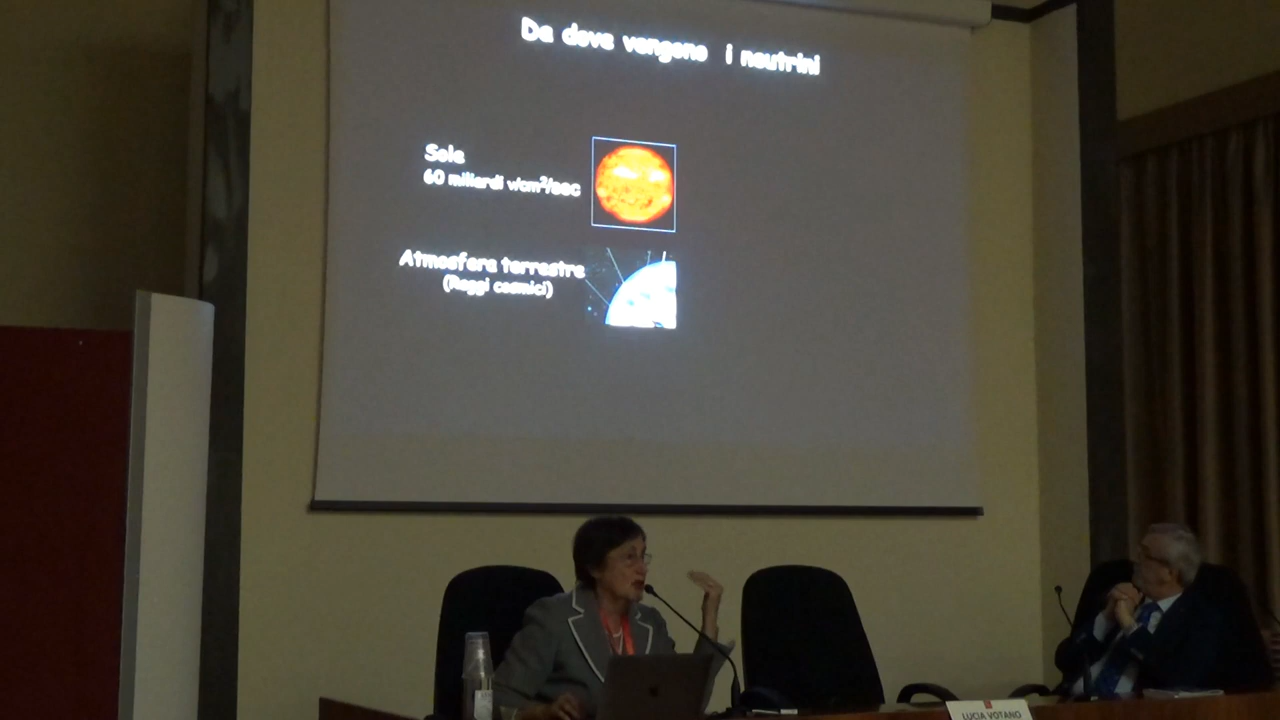 Da dove vengono i neutrini
Sole
60 miliardi ν/cm²/sec
Atmosfera terrestre
(Raggi cosmici)
LUCIA VOTANO